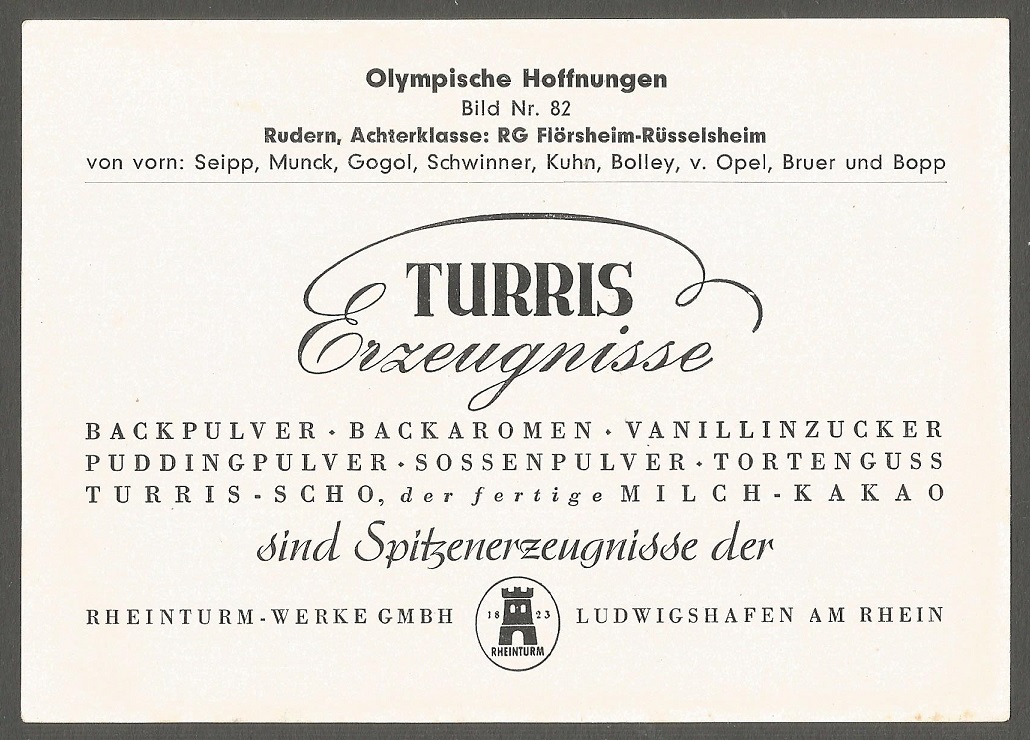 Olympische Hoffnungen
Bild Nr. 82
Rudern, Achterklasse: RG Flörsheim-Rüsselsheim
von vorn: Seipp, Munck, Gogol, Schwinner, Kuhn, Bolley, v. Opel, Bruer und Bopp
TURRIS
Erzeugnisse
BACKPULVER · BACKAROMEN · VANILLINZUCKER
PUDDINGPULVER · SOSSENPULVER · TORTENGUSS
TURRIS-SCHO, der fertige MILCH-KAKAO
sind Spitzenerzeugnisse der
RHEINTURM-WERKE GMBH 1823 LUDWIGSHAFEN AM RHEIN
RHEINTURM